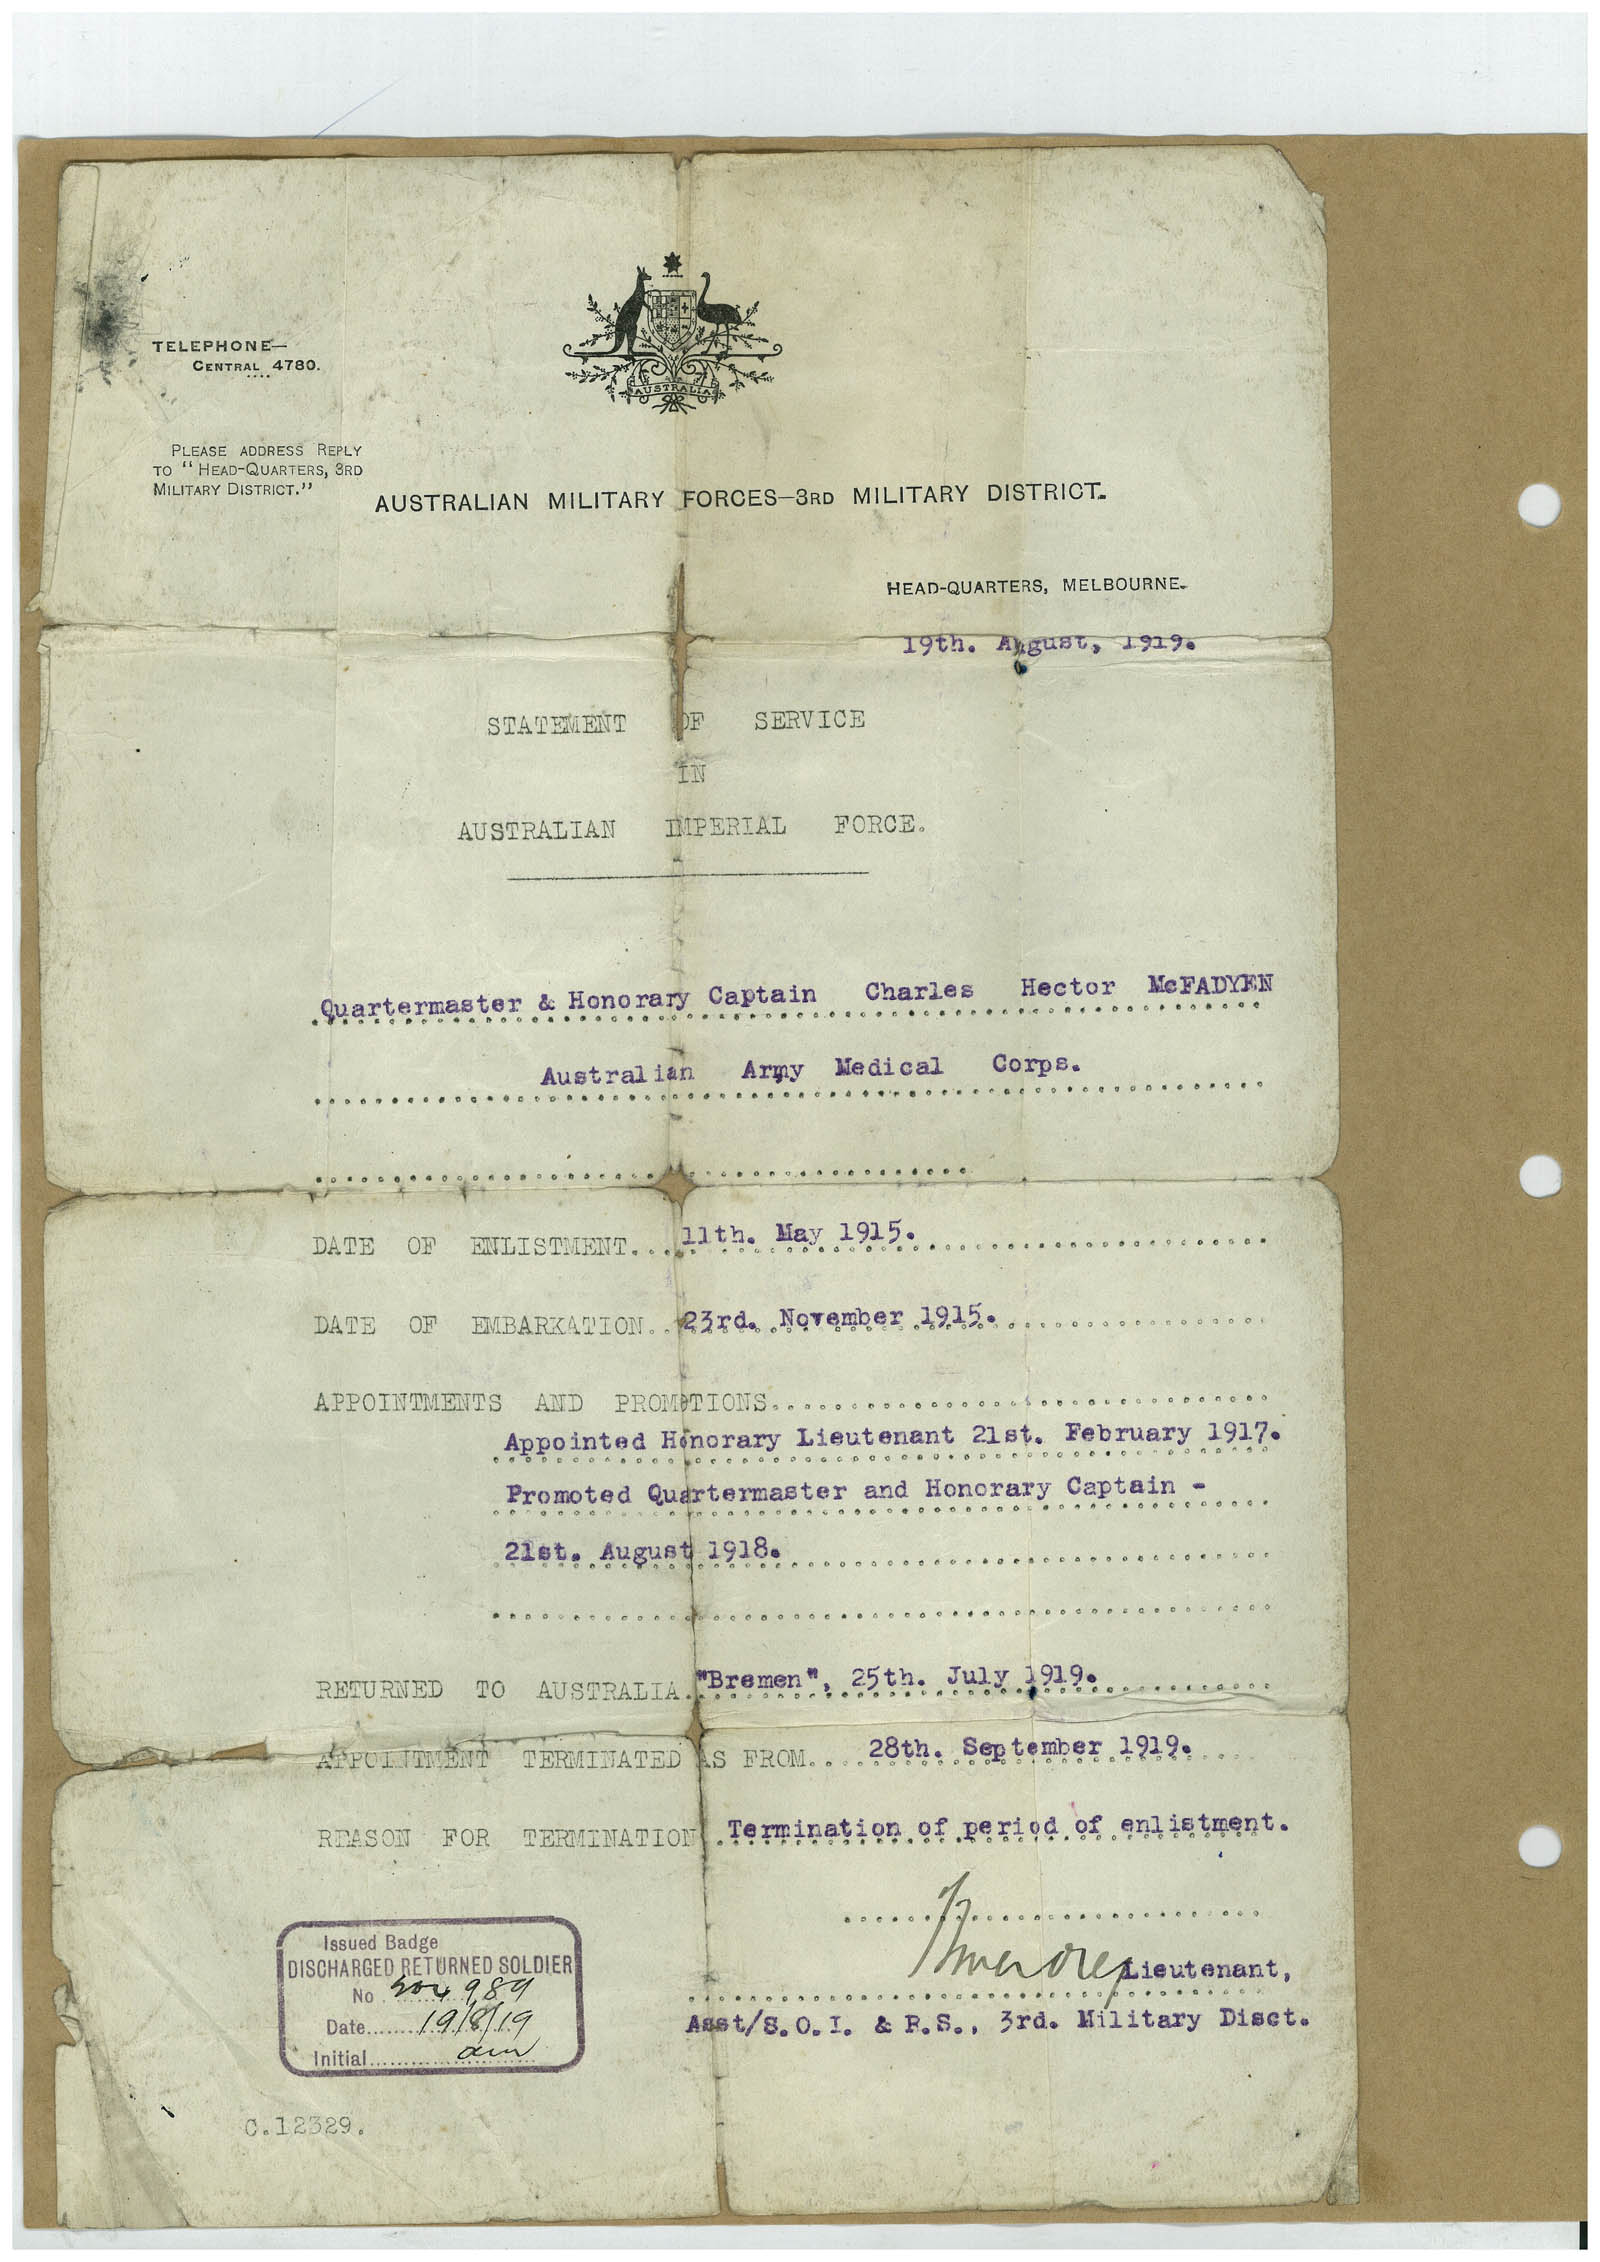 AUSTRALIA
TELEPHONE—
CENTRAL 4780.
PLEASE ADDRESS REPLY
TO "HEAD-QUARTERS, 3RD
MILITARY DISTRICT."
AUSTRALIAN MILITARY FORCES—3RD MILITARY DISTRICT.
HEAD-QUARTERS, MELBOURNE.
19th. August, 1919.
STATEMENT OF SERVICE
IN
AUSTRALIAN IMPERIAL FORCE.
Quartermaster & Honorary Captain Charles Hector McFADYEN
Australian Army Medical Corps.
DATE OF ENLISTMENT....11th. May 1915.
DATE OF EMBARKATION..23rd. November 1915.
APPOINTMENTS AND PROMOTIONS
Appointed Honorary Lieutenant 21st. February 1917.
Promoted Quartermaster and Honorary Captain -
21st. August 1918.
RETURNED TO AUSTRALIA."Bremen", 25th. July 1919.
APPOINTMENT TERMINATED AS FROM....28th. September 1919.
REASON FOR TERMINATION.Termination of period of enlistment.
Lieutenant,
Asst/S.O.I. & R.S., 3rd. Military Disct.
Issued Badge
DISCHARGED RETURNED SOLDIER
No 204989
Date 19/8/19
Initial
C.12329.